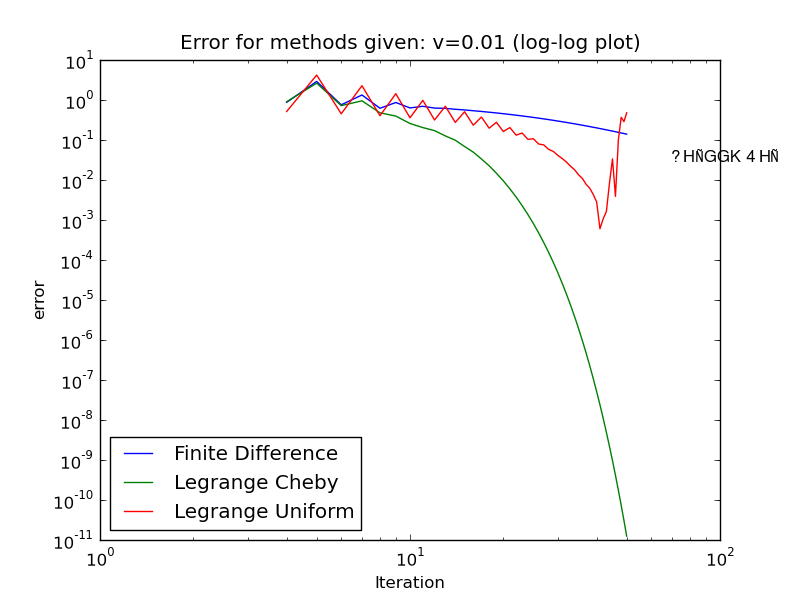 Error for methods given: v=0.01 (log-log plot)
10^1
10^0
10^-1
?HÑGGK 4HÑ
10^-2
10^-3
10^-4
error
10^-5
10^-6
10^-7
10^-8
10^-9
10^-10
10^-11
Finite Difference
Legrange Cheby
Legrange Uniform
10^0 10^1 10^2
Iteration